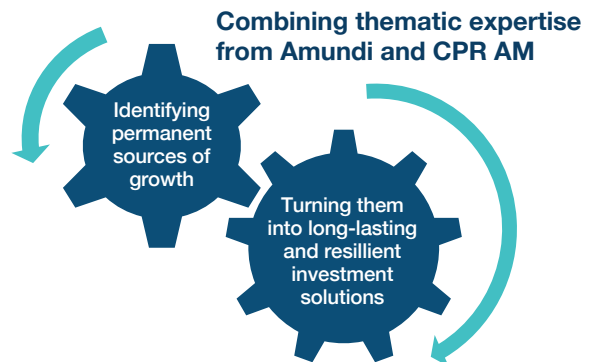 Combining thematic expertise
from Amundi and CPR AM
Identifying
permanent
sources of
growth
Turning them
into long-lasting
and resillient
investment
solutions